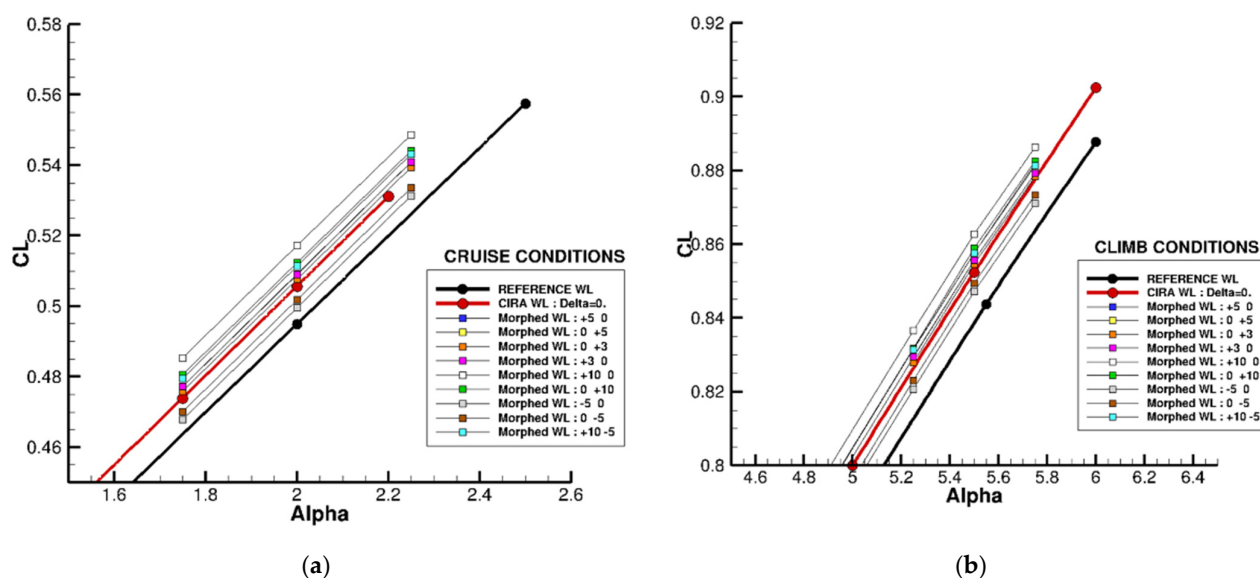 0.58
0.56
0.54
0.52
0.5
0.48
0.46
CL
1.6 1.8 2 2.2 2.4 2.6
Alpha
CRUISE CONDITIONS
REFERENCE WL
CIRA WL : Delta=0.
Morphed WL : +5 0
Morphed WL : 0 +5
Morphed WL : 0 +3
Morphed WL : +3 0
Morphed WL : +10 0
Morphed WL : 0 +10
Morphed WL : -5 0
Morphed WL : 0 -5
Morphed WL : +10 -5
(a)
0.92
0.9
0.88
0.86
0.84
0.82
0.8
CL
4.6 4.8 5 5.2 5.4 5.6 5.8 6 6.2 6.4
Alpha
CLIMB CONDITIONS
REFERENCE WL
CIRA WL : Delta=0.
Morphed WL : +5 0
Morphed WL : 0 +5
Morphed WL : 0 +3
Morphed WL : +3 0
Morphed WL : +10 0
Morphed WL : 0 +10
Morphed WL : -5 0
Morphed WL : 0 -5
Morphed WL : +10 -5
(b)